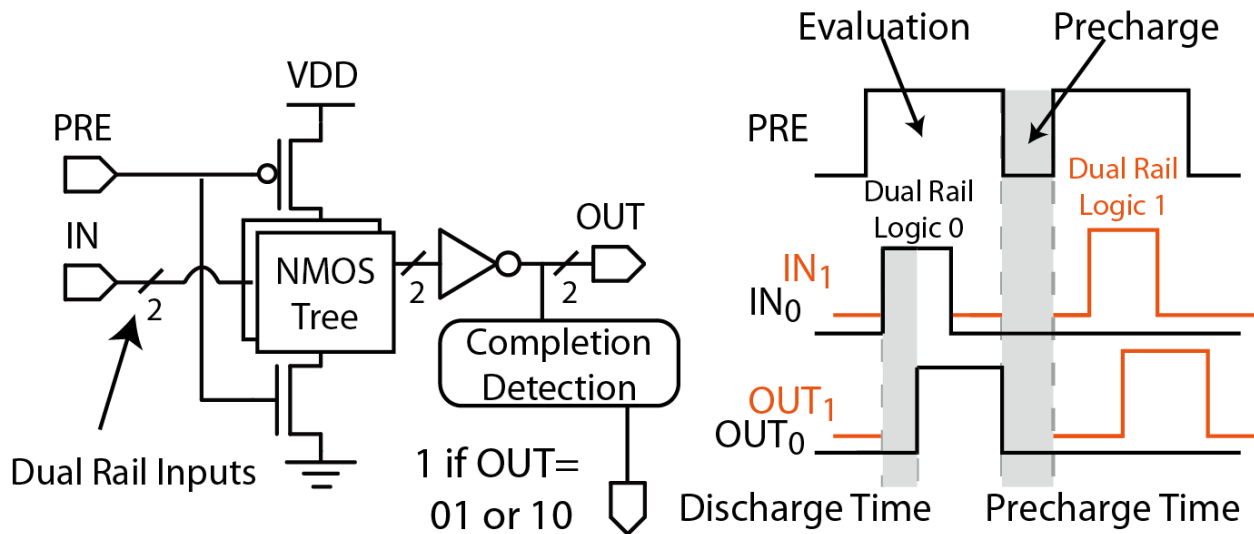 VDD
PRE
IN
2
NMOS
Tree
2
OUT
2
Completion
Detection
Dual Rail Inputs
1 if OUT=
01 or 10
Evaluation
Precharge
PRE
Dual Rail
Logic 0
Dual Rail
Logic 1
IN1
IN0
OUT1
OUT0
Discharge Time
Precharge Time